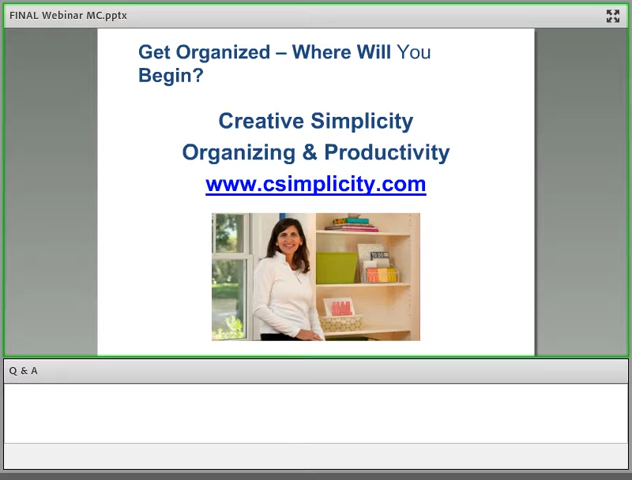 FINAL Webinar MC.pptx
Get Organized – Where Will You
Begin?
Creative Simplicity
Organizing & Productivity
www.csimplicity.com
Q & A